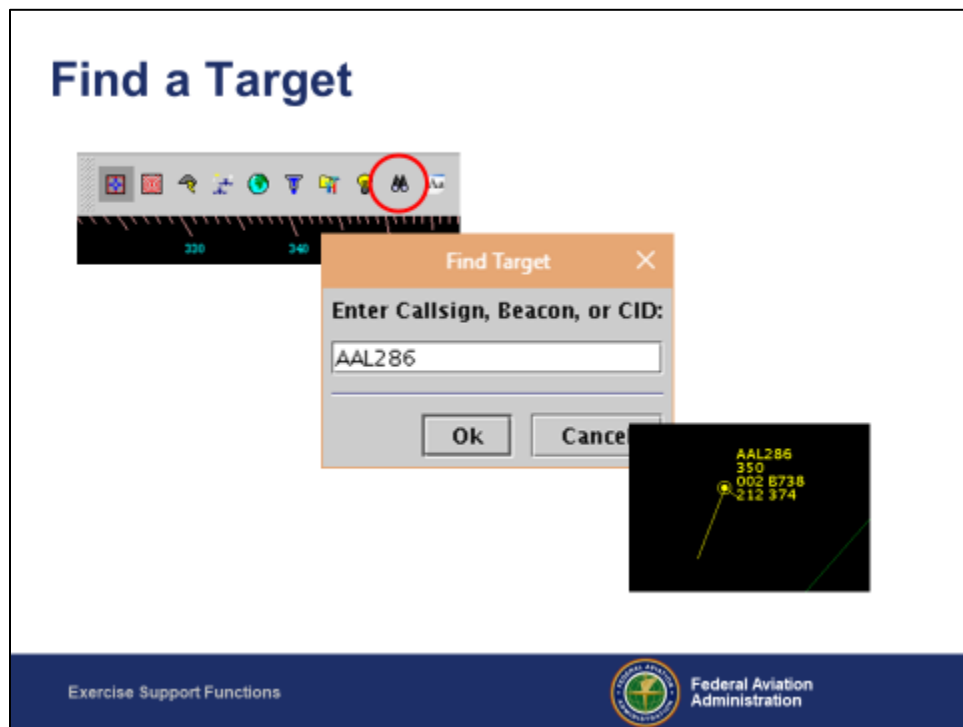 Find a Target
330 340
Find Target
Enter Callsign, Beacon, or CID:
AAL286
Ok Cancel
AAL286
350
002 B738
212 374
Exercise Support Functions
Federal Aviation
Administration